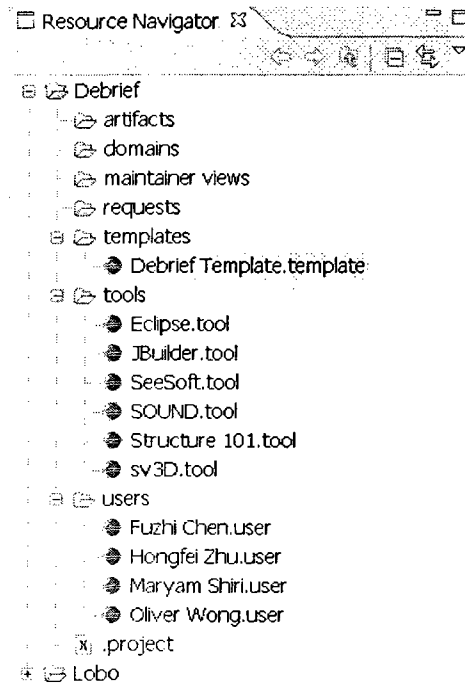 Resource Navigator
Debrief
artifacts
domains
maintainer views
requests
templates
Debrief Template.template
tools
Eclipse.tool
JBuilder.tool
SeeSoft.tool
SOUND.tool
Structure 101.tool
sv3D.tool
users
Fuzhi Chen.user
Hongfei Zhu.user
Maryam Shiri.user
Oliver Wong.user
.project
Lobo